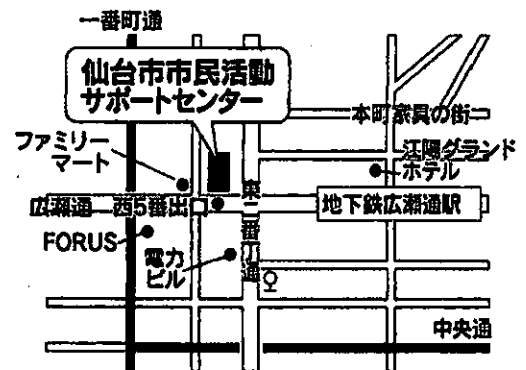 一番町通
仙台市市民活動
サポートセンター
本町家具の街
ファミリー
マート
江陽グランド
ホテル
広瀬通
西5番出
地下鉄広瀬通駅
東二番丁通
FORUS
電力
ビル
中央通